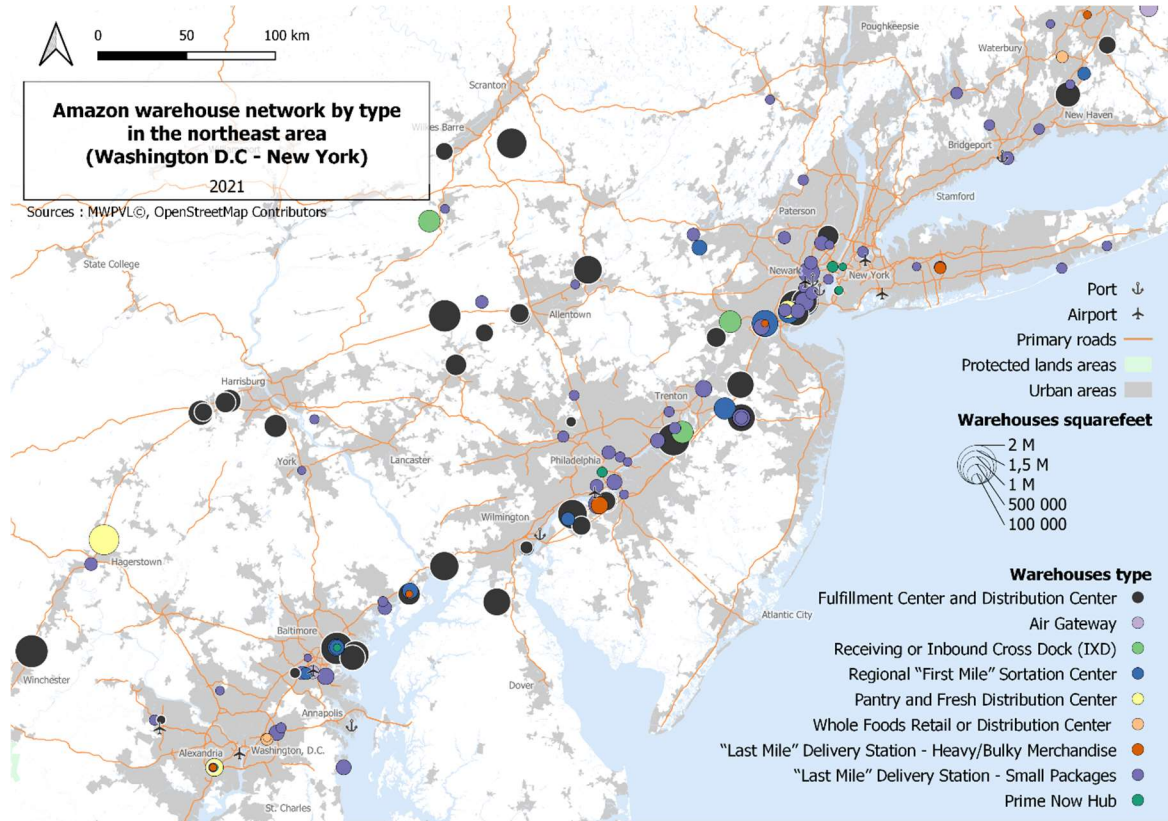 0 50 100 km
Amazon warehouse network by type
in the northeast area
(Washington D.C - New York)
2021
Sources : MWPVL©, OpenStreetMap Contributors
Poughkeepsie
Waterbury
Scranton
Wilkes Barre
New Haven
Bridgeport
Stamford
Paterson
State College
Newark
New York
Allentown
Harrisburg
Trenton
York
Lancaster
Philadelphia
Wilmington
Hagerstown
Atlantic City
Baltimore
Winchester
Dover
Annapolis
Alexandria
Washington, D.C.
St. Charles
Port
Airport
Primary roads
Protected lands areas
Urban areas
Warehouses squarefeet
2 M
1,5 M
1 M
500 000
100 000
Warehouses type
Fulfillment Center and Distribution Center
Air Gateway
Receiving or Inbound Cross Dock (IXD)
Regional “First Mile” Sortation Center
Pantry and Fresh Distribution Center
Whole Foods Retail or Distribution Center
“Last Mile” Delivery Station - Heavy/Bulky Merchandise
“Last Mile” Delivery Station - Small Packages
Prime Now Hub